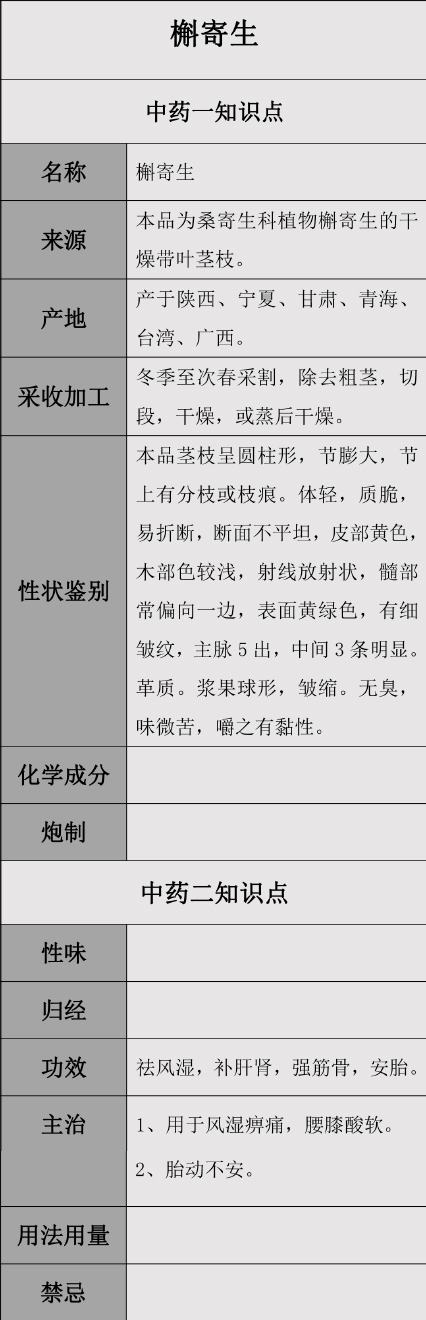 槲寄生
中药一知识点
名称
槲寄生
来源
本品为桑寄生科植物槲寄生的干
燥带叶茎枝。
产地
产于陕西、宁夏、甘肃、青海、
台湾、广西。
采收加工
冬季至次春采割，除去粗茎，切
段，干燥，或蒸后干燥。
性状鉴别
本品茎枝呈圆柱形，节膨大，节
上有分枝或枝痕。体轻，质脆，
易折断，断面不平坦，皮部黄色，
木部色较浅，射线放射状，髓部
常偏向一边，表面黄绿色，有细
皱纹，主脉5出，中间3条明显。
革质。浆果球形，皱缩。无臭，
味微苦，嚼之有黏性。
化学成分
炮制
中药二知识点
性味
归经
功效
祛风湿，补肝肾，强筋骨，安胎。
主治
1、用于风湿痹痛，腰膝酸软。
2、胎动不安。
用法用量
禁忌